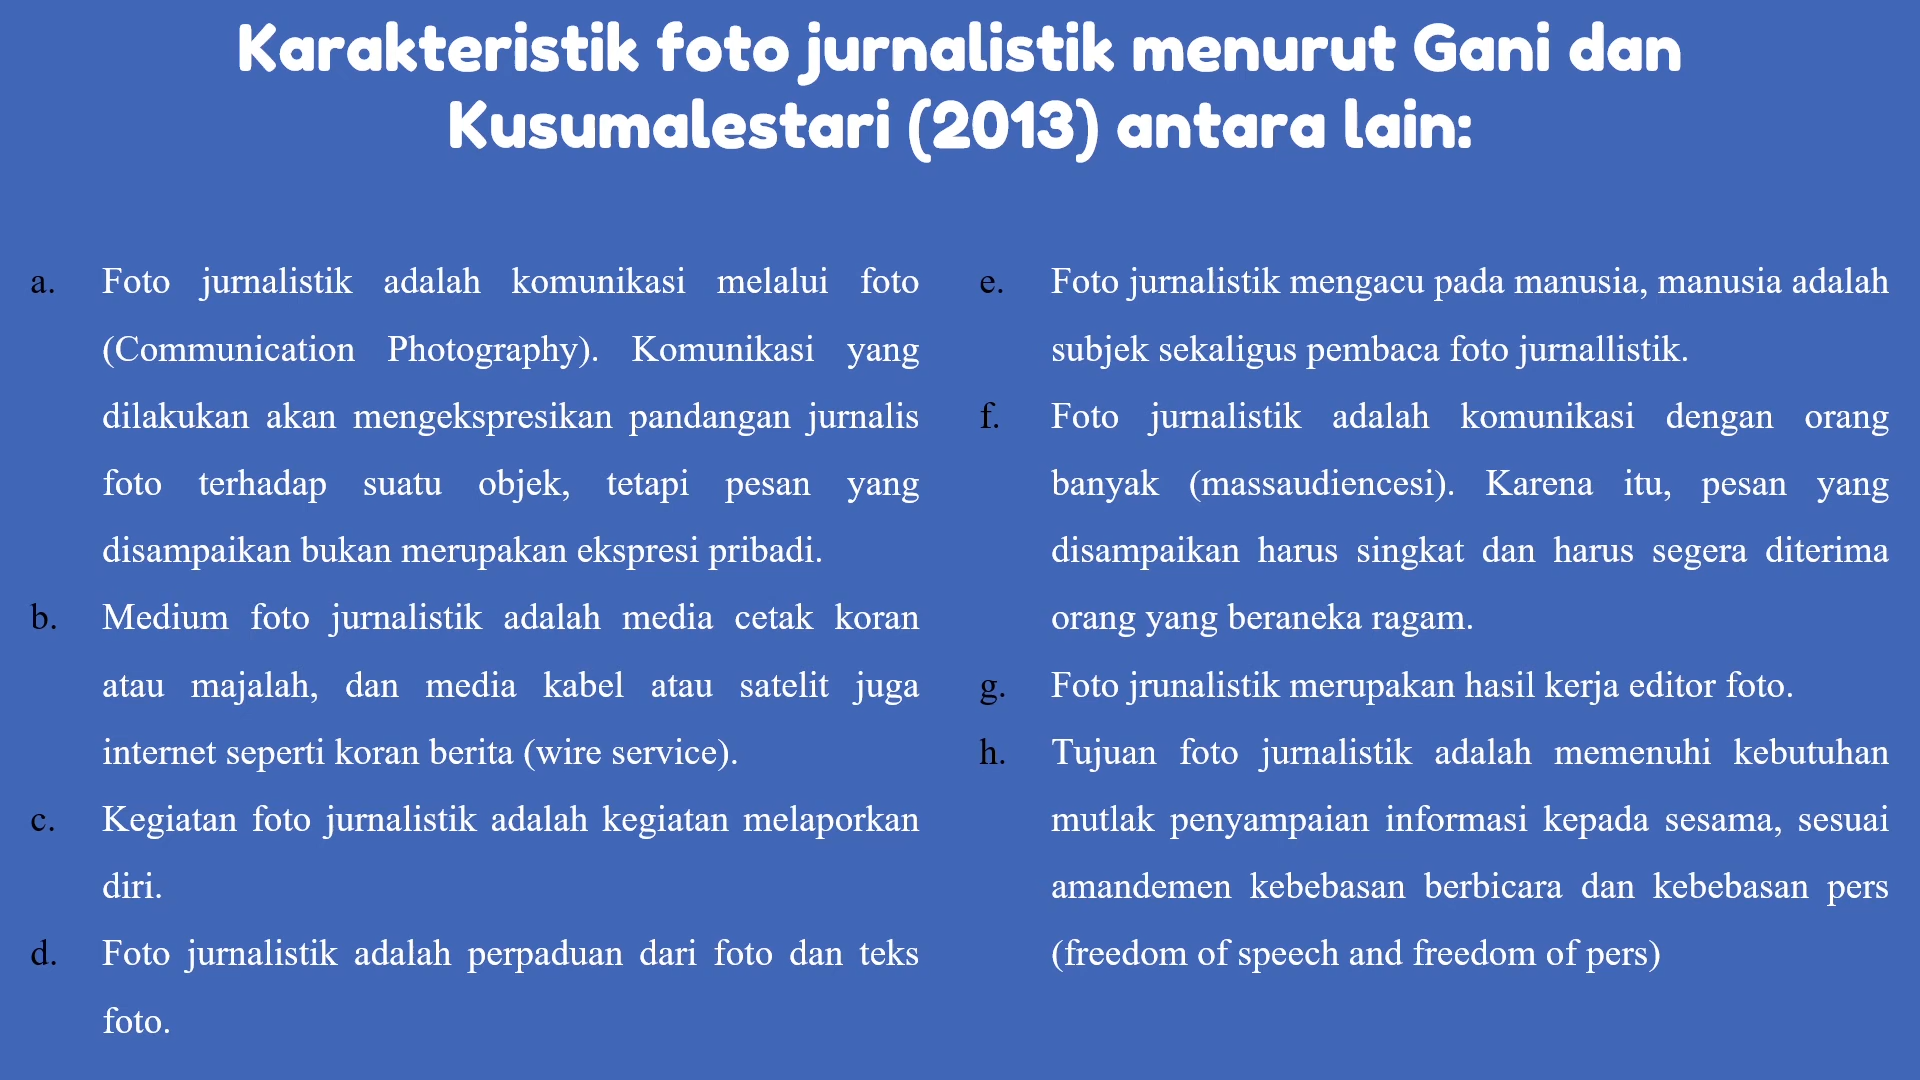 Karakteristik foto jurnalistik menurut Gani dan
Kusumalestari (2013) antara lain:
a. Foto jurnalistik adalah komunikasi melalui foto
(Communication Photography). Komunikasi yang
dilakukan akan mengekspresikan pandangan jurnalis
foto terhadap suatu objek, tetapi pesan yang
disampaikan bukan merupakan ekspresi pribadi.
b. Medium foto jurnalistik adalah media cetak koran
atau majalah, dan media kabel atau satelit juga
internet seperti koran berita (wire service).
c. Kegiatan foto jurnalistik adalah kegiatan melaporkan
diri.
d. Foto jurnalistik adalah perpaduan dari foto dan teks
foto.
e. Foto jurnalistik mengacu pada manusia, manusia adalah
subjek sekaligus pembaca foto jurnallistik.
f. Foto jurnalistik adalah komunikasi dengan orang
banyak (massaudiencesi). Karena itu, pesan yang
disampaikan harus singkat dan harus segera diterima
orang yang beraneka ragam.
g. Foto jrunalistik merupakan hasil kerja editor foto.
h. Tujuan foto jurnalistik adalah memenuhi kebutuhan
mutlak penyampaian informasi kepada sesama, sesuai
amandemen kebebasan berbicara dan kebebasan pers
(freedom of speech and freedom of pers)